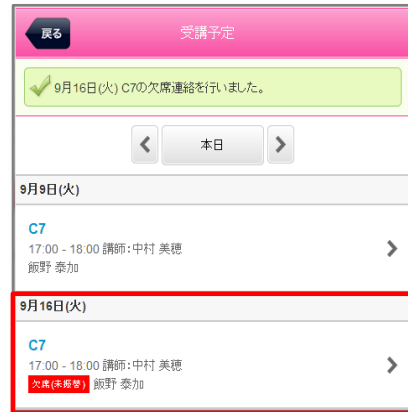 戻る
受講予定
9月16日(火) C7の欠席連絡を行いました。
本日
9月9日(火)
C7
17:00 - 18:00 講師：中村 美穂
飯野 泰加
9月16日(火)
C7
17:00 - 18:00 講師：中村 美穂
欠席(未振替) 飯野 泰加